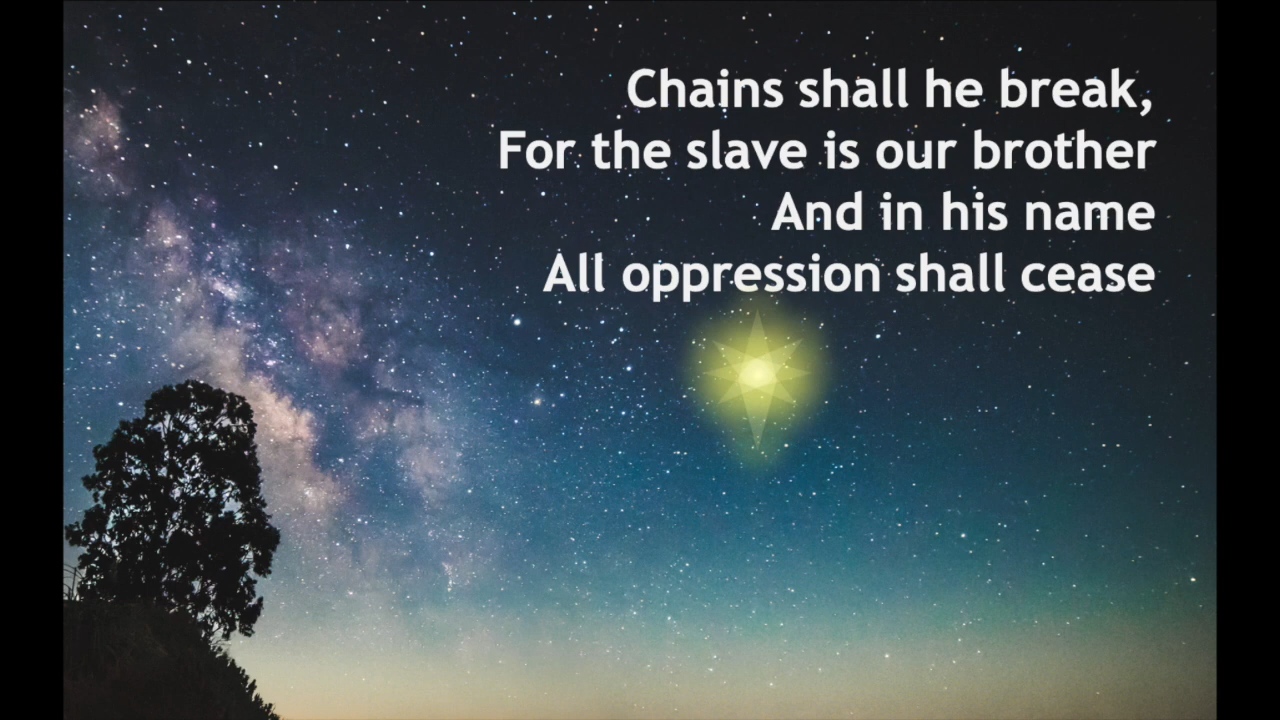 Chains shall he break,
For the slave is our brother
And in his name
All oppression shall cease